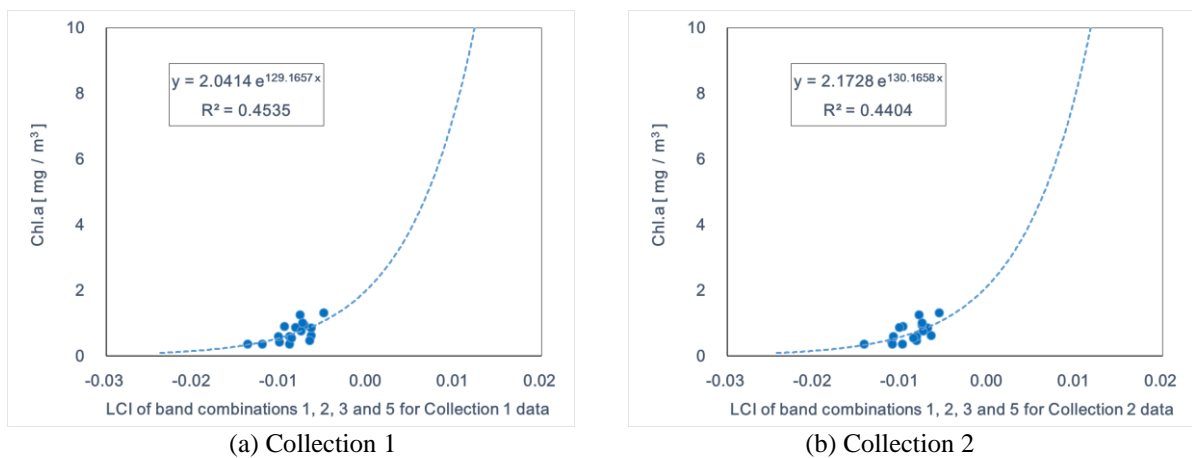 10
8
6
4
2
0
Chl.a [ mg / m³ ]
y = 2.0414 e^129.1657x
R² = 0.4535
-0.03 -0.02 -0.01 0.00 0.01 0.02
LCI of band combinations 1, 2, 3 and 5 for Collection 1 data
(a) Collection 1
10
8
6
4
2
0
Chl.a [ mg / m³ ]
y = 2.1728 e^130.1658x
R² = 0.4404
-0.03 -0.02 -0.01 0.00 0.01 0.02
LCI of band combinations 1, 2, 3 and 5 for Collection 2 data
(b) Collection 2